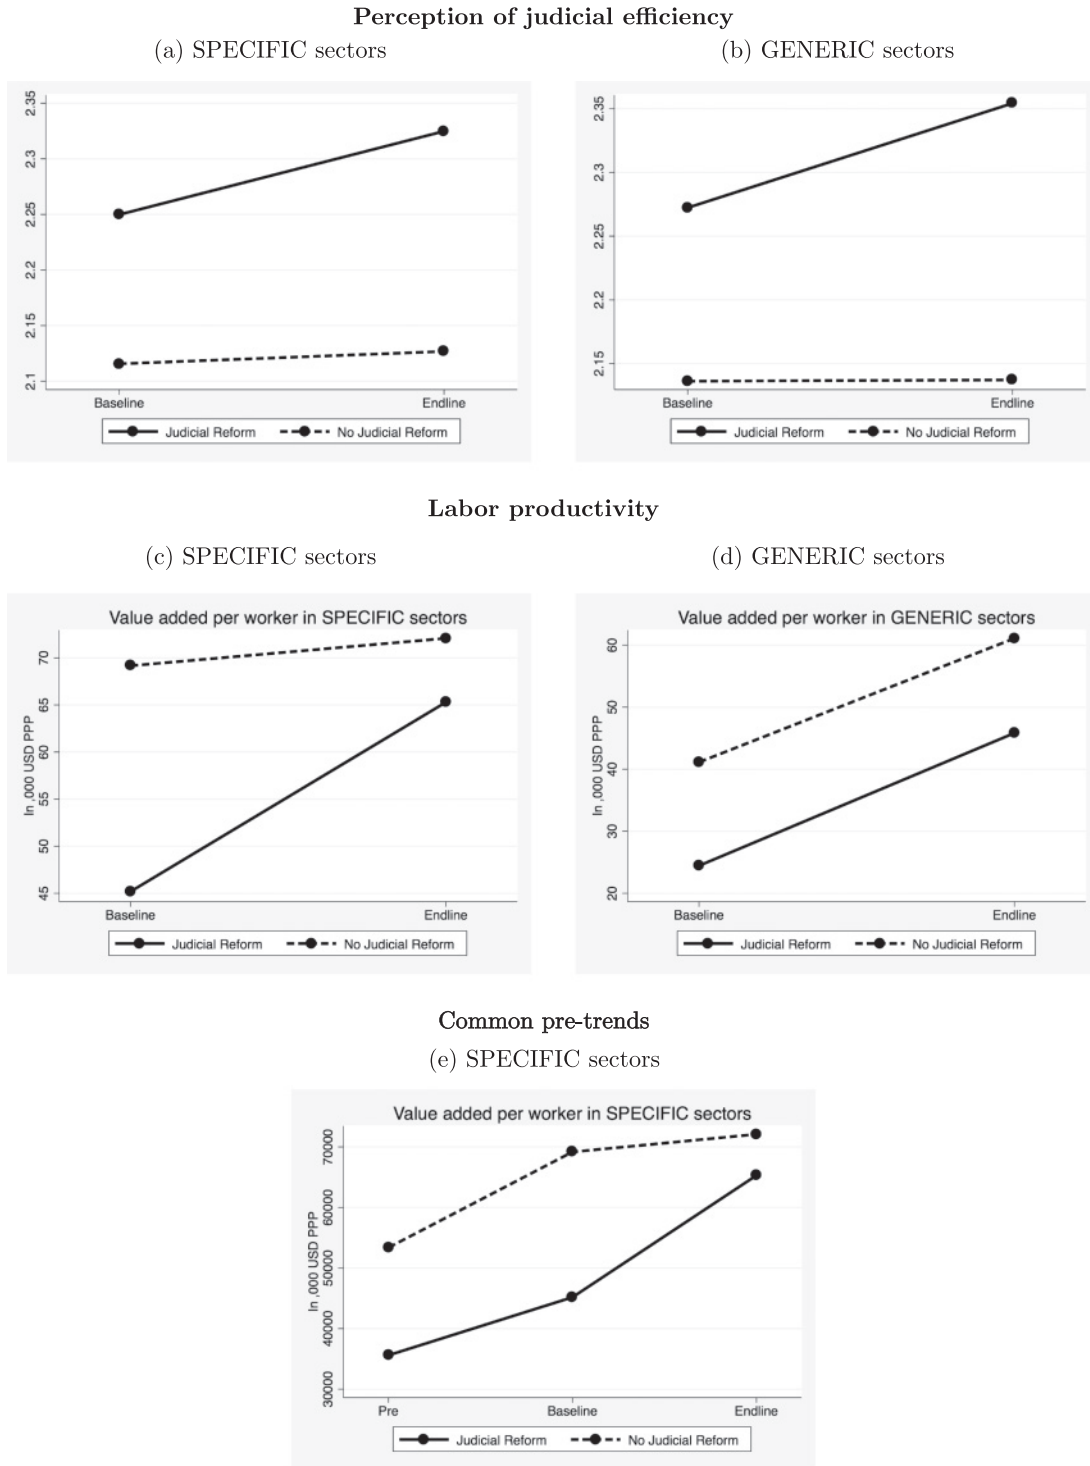 Perception of judicial efficiency
(a) SPECIFIC sectors
(b) GENERIC sectors
2.35
2.3
2.25
2.2
2.15
2.1
Baseline
Endline
Judicial Reform
No Judicial Reform
2.35
2.3
2.25
2.2
2.15
Baseline
Endline
Judicial Reform
No Judicial Reform
Labor productivity
(c) SPECIFIC sectors
(d) GENERIC sectors
Value added per worker in SPECIFIC sectors
In ,000 USD PPP
70
65
60
55
50
45
Baseline
Endline
Judicial Reform
No Judicial Reform
Value added per worker in GENERIC sectors
In ,000 USD PPP
60
50
40
30
20
Baseline
Endline
Judicial Reform
No Judicial Reform
Common pre-trends
(e) SPECIFIC sectors
Value added per worker in SPECIFIC sectors
In ,000 USD PPP
70000
60000
50000
40000
30000
Pre
Baseline
Endline
Judicial Reform
No Judicial Reform